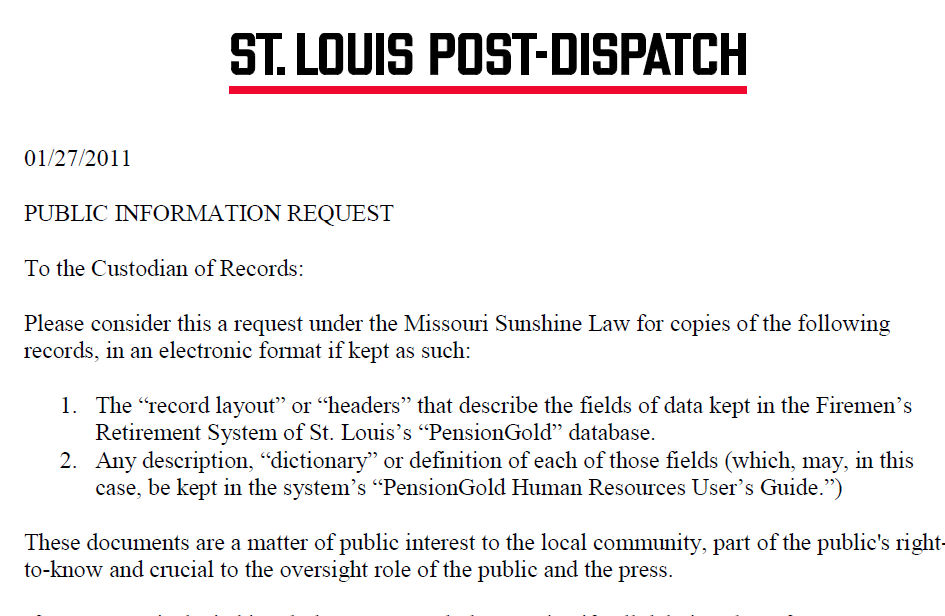 ST. LOUIS POST-DISPATCH
01/27/2011
PUBLIC INFORMATION REQUEST
To the Custodian of Records:
Please consider this a request under the Missouri Sunshine Law for copies of the following
records, in an electronic format if kept as such:
1. The “record layout” or “headers” that describe the fields of data kept in the Firemen’s
Retirement System of St. Louis’s “PensionGold” database.
2. Any description, “dictionary” or definition of each of those fields (which, may, in this
case, be kept in the system’s “PensionGold Human Resources User’s Guide.”)
These documents are a matter of public interest to the local community, part of the public's right-
to-know and crucial to the oversight role of the public and the press.